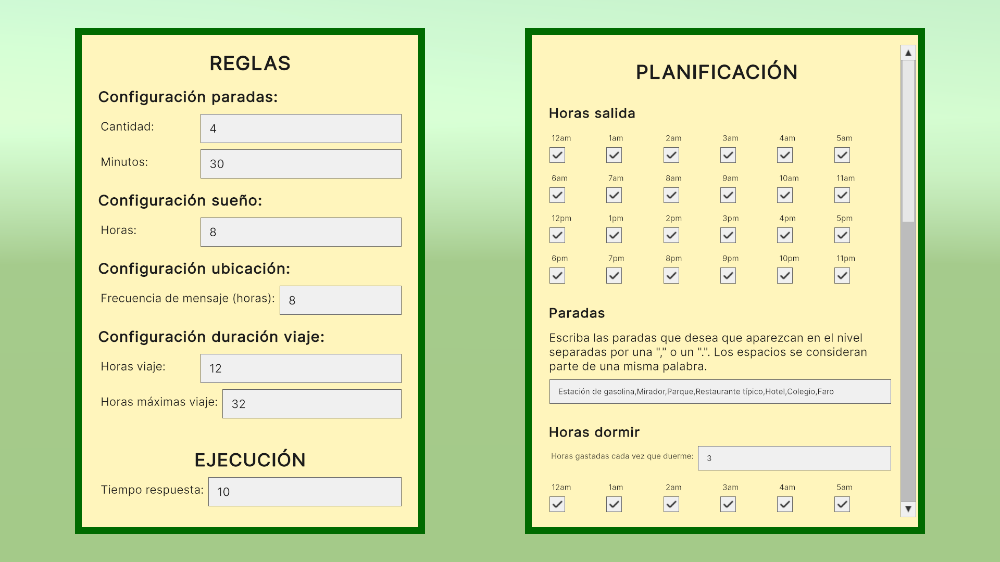 REGLAS
Configuración paradas:
Cantidad: 4
Minutos: 30
Configuración sueño:
Horas: 8
Configuración ubicación:
Frecuencia de mensaje (horas): 8
Configuración duración viaje:
Horas viaje: 12
Horas máximas viaje: 32
EJECUCIÓN
Tiempo respuesta: 10
PLANIFICACIÓN
Horas salida
12am 1am 2am 3am 4am 5am
6am 7am 8am 9am 10am 11am
12pm 1pm 2pm 3pm 4pm 5pm
6pm 7pm 8pm 9pm 10pm 11pm
Paradas
Escriba las paradas que desea que aparezcan en el nivel
separadas por una "," o un ".". Los espacios se consideran
parte de una misma palabra.
Estación de gasolina,Mirador,Parque,Restaurante típico,Hotel,Colegio,Faro
Horas dormir
Horas gastadas cada vez que duerme: 3
12am 1am 2am 3am 4am 5am